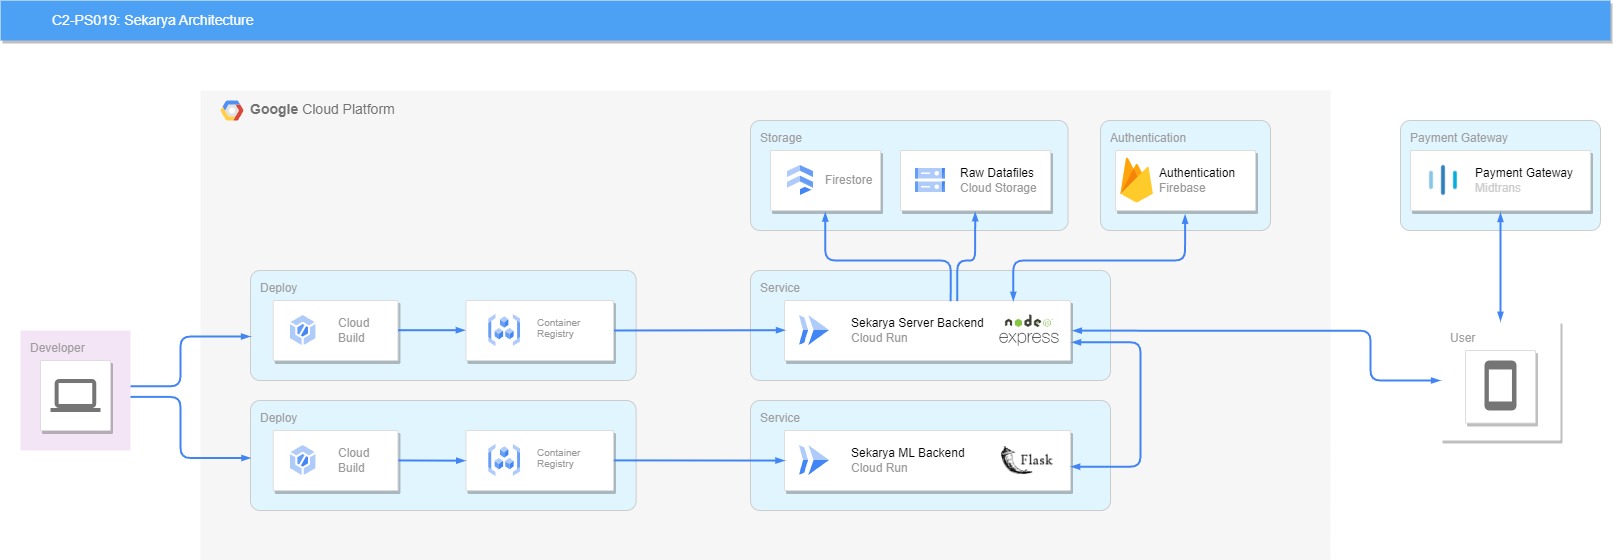 C2-PS019: Sekarya Architecture
Google Cloud Platform
Storage
Firestore
Raw Datafiles
Cloud Storage
Authentication
Authentication
Firebase
Payment Gateway
Payment Gateway
Midtrans
Deploy
Cloud
Build
Container
Registry
Service
Sekarya Server Backend
Cloud Run
node
express
Developer
User
Deploy
Cloud
Build
Container
Registry
Service
Sekarya ML Backend
Cloud Run
Flask